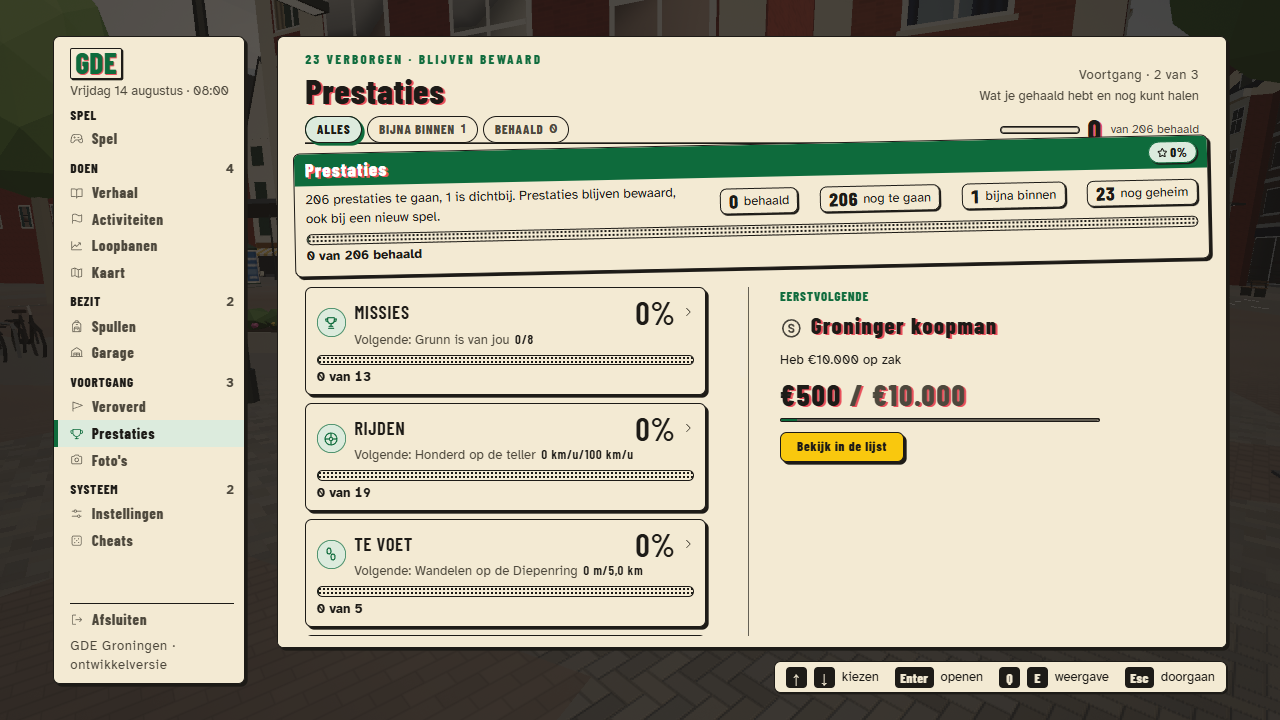 GDE
Vrijdag 14 augustus · 08:00
SPEL
Spel
DOEN 4
Verhaal
Activiteiten
Loopbanen
Kaart
BEZIT 2
Spullen
Garage
VOORTGANG 3
Veroverd
Prestaties
Foto's
SYSTEEM 2
Instellingen
Cheats
Afsluiten
GDE Groningen ·
ontwikkelversie
23 VERBORGEN · BLIJVEN BEWAARD
Prestaties
Voortgang · 2 van 3
Wat je gehaald hebt en nog kunt halen
ALLES
BIJNA BINNEN 1
BEHAALD 0
0 van 206 behaald
Prestaties
0%
206 prestaties te gaan, 1 is dichtbij. Prestaties blijven bewaard,
ook bij een nieuw spel.
0 behaald
206 nog te gaan
1 bijna binnen
23 nog geheim
0 van 206 behaald
MISSIES 0%
Volgende: Grunn is van jou 0/8
0 van 13
RIJDEN 0%
Volgende: Honderd op de teller 0 km/u/100 km/u
0 van 19
TE VOET 0%
Volgende: Wandelen op de Diepenring 0 m/5,0 km
0 van 5
EERSTVOLGENDE
Groninger koopman
Heb €10.000 op zak
€500 / €10.000
Bekijk in de lijst
↑ ↓ kiezen Enter openen Q E weergave Esc doorgaan